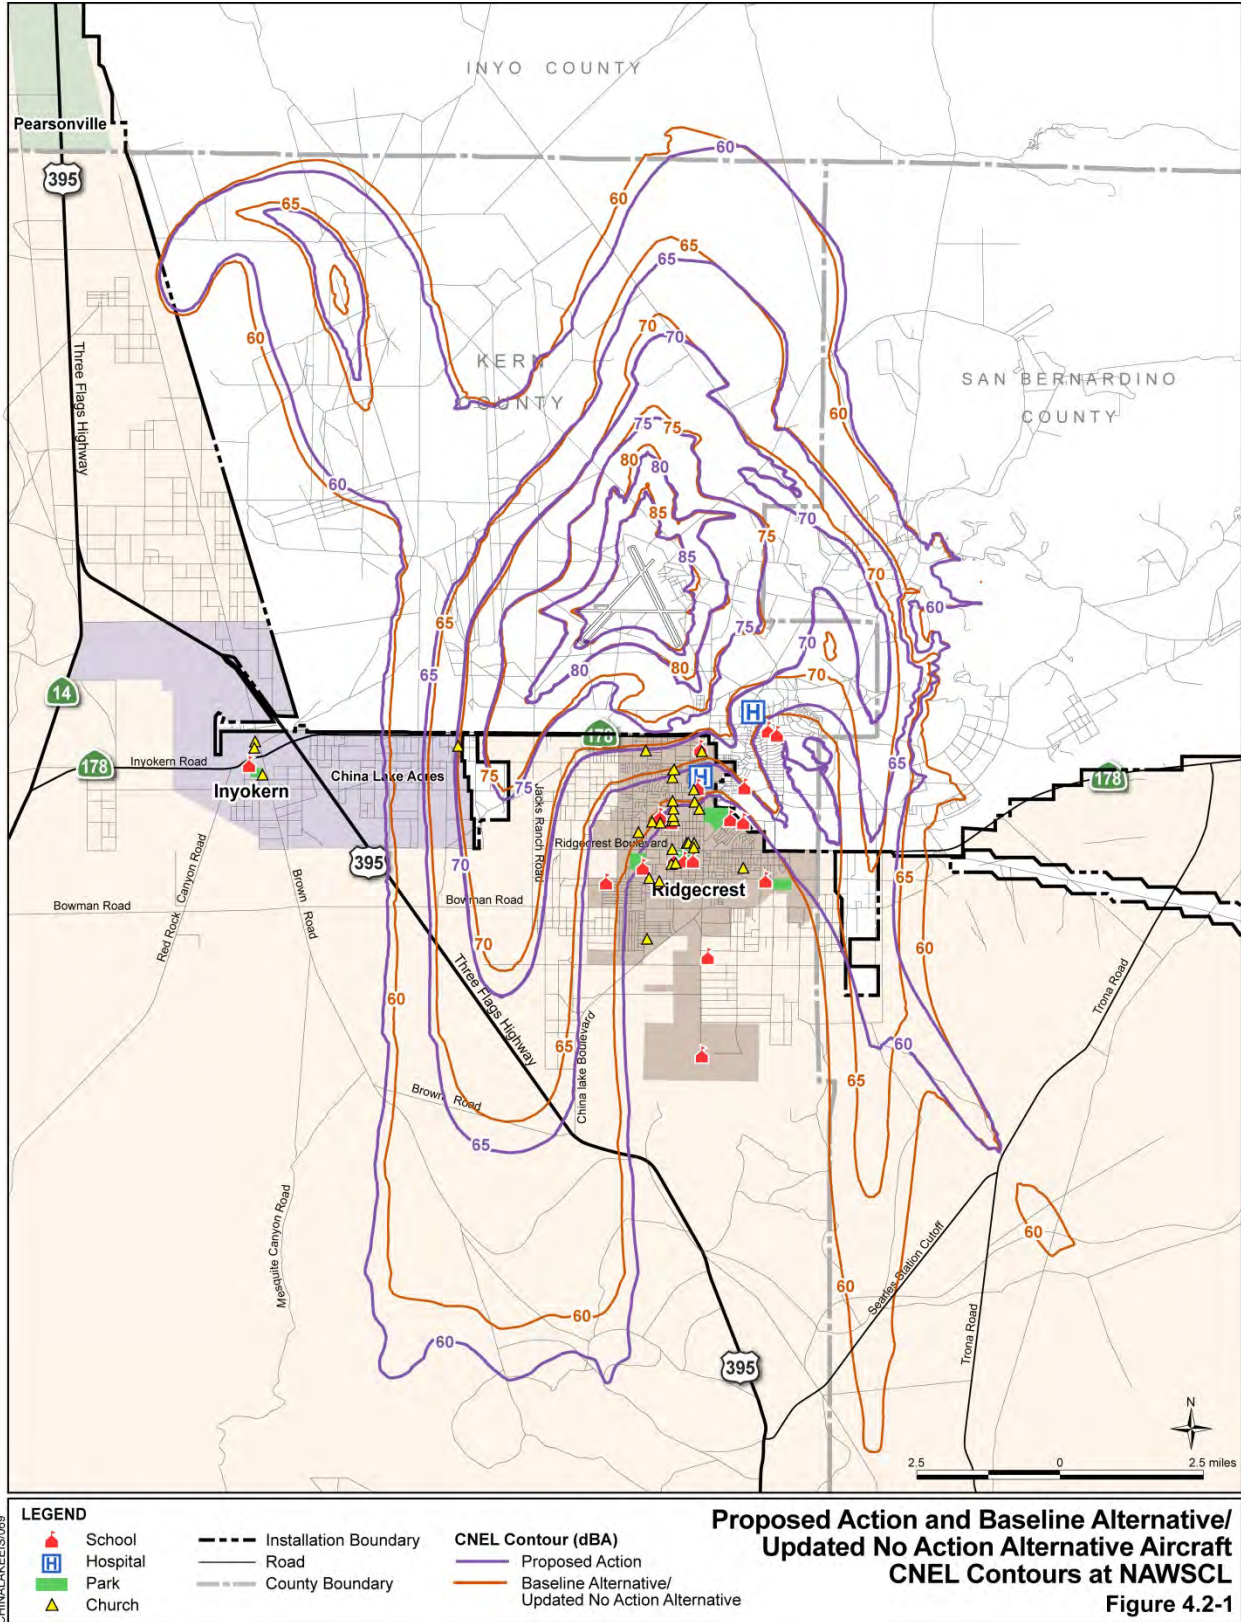 INYO COUNTY
Pearsonville
395
60
60
65
65
65
60
70
70
KERN
COUNTY
SAN BERNARDINO
COUNTY
Three Flags Highway
60
75
75
80
80
60
85
70
75
85
70
60
65
75
70
65
80
80
70
14
178
178
Inyokern Road
Inyokern
China Lake Acres
H
H
65
178
75
75
Jacks Ranch Road
Ridgecrest Boulevard
395
70
Ridgecrest
65
Red Rock Canyon Road
Brown Road
Bowman Road
Bowman Road
70
60
Three Flags Highway
60
Trona Road
65
China lake Boulevard
60
65
Brown Road
65
Mesquite Canyon Road
60
Searles Station Cutoff
60
60
60
Trona Road
395
N
2.5 0 2.5 miles
LEGEND
School
Hospital
Park
Church
Installation Boundary
Road
County Boundary
CNEL Contour (dBA)
Proposed Action
Baseline Alternative/
Updated No Action Alternative
Proposed Action and Baseline Alternative/
Updated No Action Alternative Aircraft
CNEL Contours at NAWSCL
Figure 4.2-1